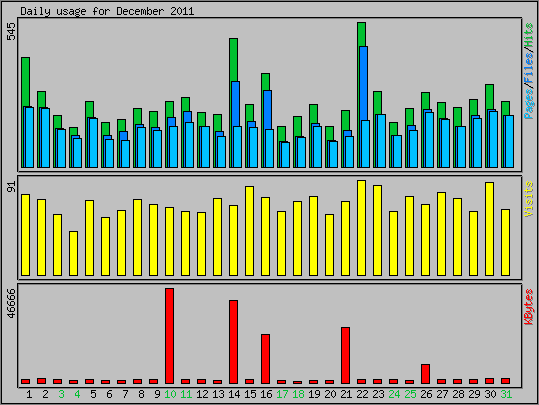 Daily usage for December 2011
545
Pages/Files/Hits
91
Visits
46666
KBytes
1 2 3 4 5 6 7 8 9 10 11 12 13 14 15 16 17 18 19 20 21 22 23 24 25 26 27 28 29 30 31